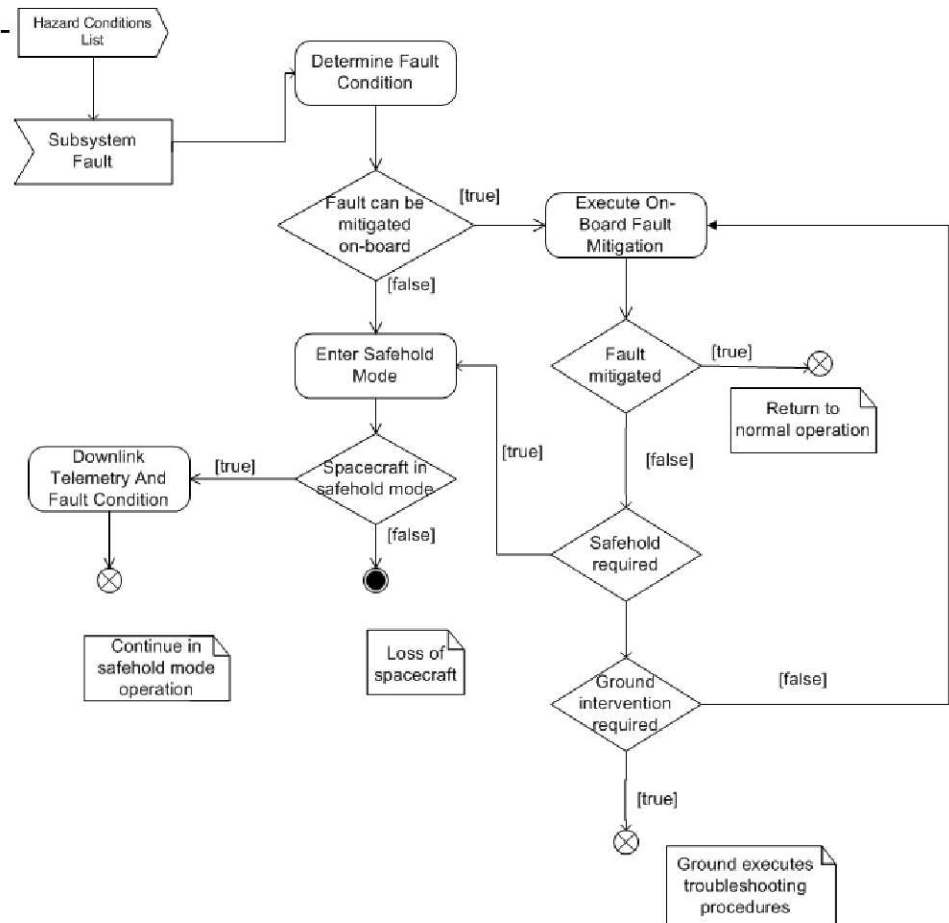 Hazard Conditions
List
Determine Fault
Condition
Subsystem
Fault
Fault can be
mitigated
on-board
[true]
Execute On-
Board Fault
Mitigation
[false]
Enter Safehold
Mode
Fault
mitigated
[true]
Return to
normal operation
Downlink
Telemetry And
Fault Condition
[true]
Spacecraft in
safehold mode
[true]
[false]
[false]
Safehold
required
Continue in
safehold mode
operation
Loss of
spacecraft
Ground
intervention
required
[false]
[true]
Ground executes
troubleshooting
procedures